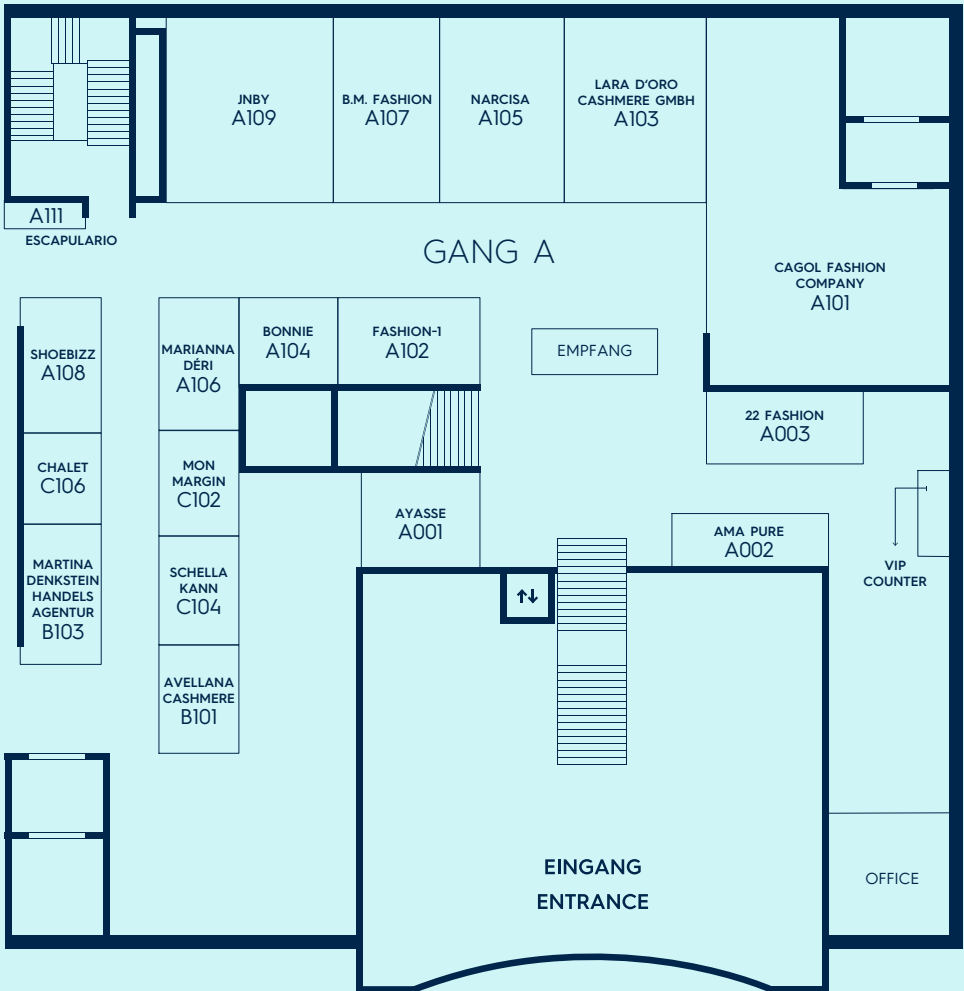 JNBY
A109
B.M. FASHION
A107
NARCISA
A105
LARA D'ORO
CASHMERE GMBH
A103
A111
ESCAPULARIO
GANG A
CAGOL FASHION
COMPANY
A101
SHOEBIZZ
A108
MARIANNA
DÉRI
A106
BONNIE
A104
FASHION-1
A102
EMPFANG
22 FASHION
A003
CHALET
C106
MON
MARGIN
C102
AYASSE
A001
AMA PURE
A002
VIP
COUNTER
MARTINA
DENKSTEIN
HANDELS
AGENTUR
B103
SCHELLA
KANN
C104
AVELLANA
CASHMERE
B101
EINGANG
ENTRANCE
OFFICE